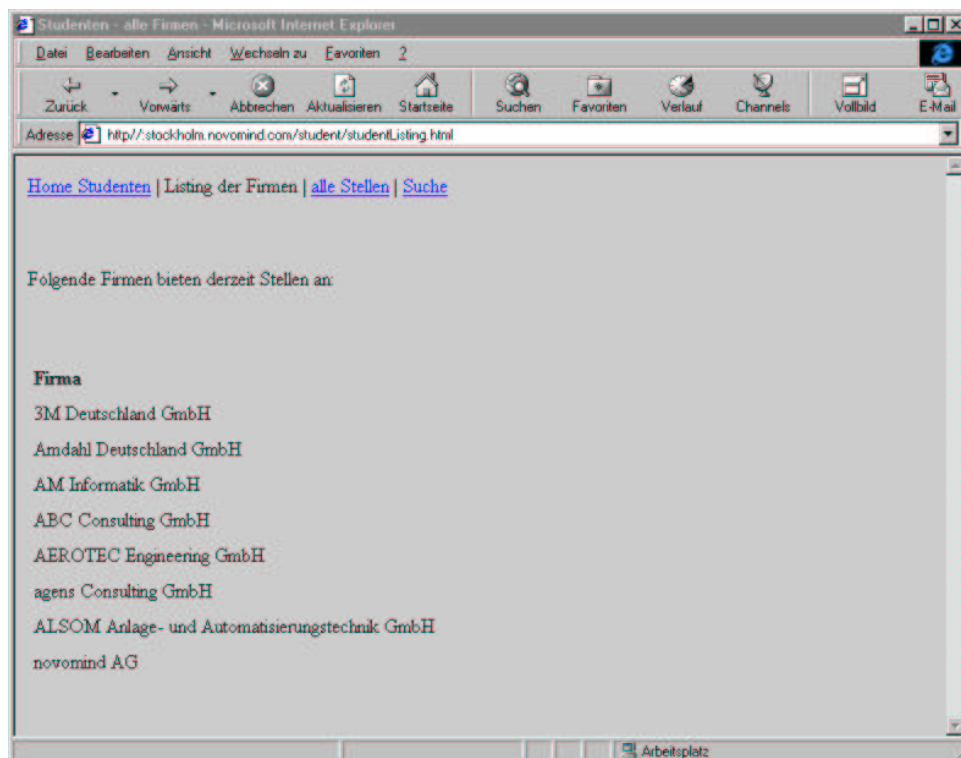 Studenten - alle Firmen - Microsoft Internet Explorer
Datei Bearbeiten Ansicht Wechseln zu Favoriten ?
Zurück Vorwärts Abbrechen Aktualisieren Startseite Suchen Favoriten Verlauf Channels Vollbild E-Mail
Adresse http//:stockholm.novomind.com/student/studentListing.html
Home Studenten | Listing der Firmen | alle Stellen | Suche
Folgende Firmen bieten derzeit Stellen an:
Firma
3M Deutschland GmbH
Amdahl Deutschland GmbH
AM Informatik GmbH
ABC Consulting GmbH
AEROTEC Engineering GmbH
agens Consulting GmbH
ALSOM Anlage- und Automatisierungstechnik GmbH
novomind AG
Arbeitsplatz